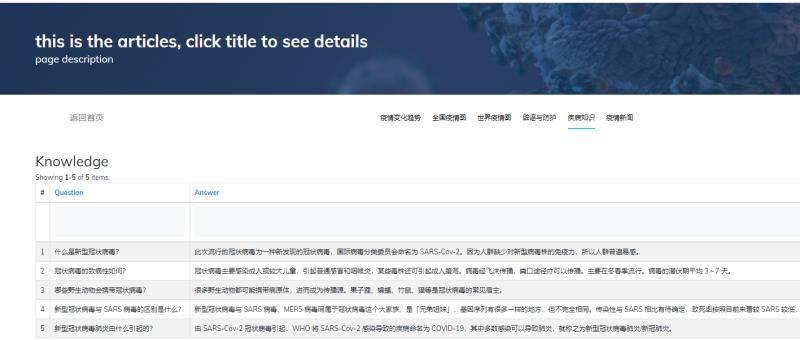 this is the articles, click title to see details
page description
返回首页 疫情变化趋势 全国疫情图 世界疫情图 辟谣与防护 疾病知识 疫情新闻
Knowledge
Showing 1-5 of 5 items.
# Question Answer
1 什么是新型冠状病毒? 此次流行的冠状病毒为一种新发现的冠状病毒，国际病毒分类委员会命名为 SARS-Cov-2。因为人群缺少对新型病毒株的免疫力，所以人群普遍易感。
2 冠状病毒的致病性如何? 冠状病毒主要感染成人或较大儿童，引起普通感冒和咽喉炎，某些毒株还可引起成人腹泻。病毒经飞沫传播，粪口途径亦可以传播。主要在冬春季流行。病毒的潜伏期平均 3~7 天。
3 哪些野生动物会携带冠状病毒? 很多野生动物都可能携带病原体，进而成为传播源。果子狸、蝙蝠、竹鼠、獾等是冠状病毒的常见宿主。
4 新型冠状病毒与 SARS 病毒的区别是什么? 新型冠状病毒与 SARS 病毒、MERS 病毒同属于冠状病毒这个大家族，是「兄弟姐妹」，基因序列有很多一样的地方，但不完全相同。传染性与 SARS 相比有待确定，致死率按照目前来看较 SARS 较低，
5 新型冠状病毒肺炎由什么引起的? 由 SARS-Cov-2 冠状病毒引起，WHO 将 SARS-Cov-2 感染导致的疾病命名为 COVID-19，其中多数感染可以导致肺炎，就称之为新型冠状病毒肺炎/新冠肺炎。